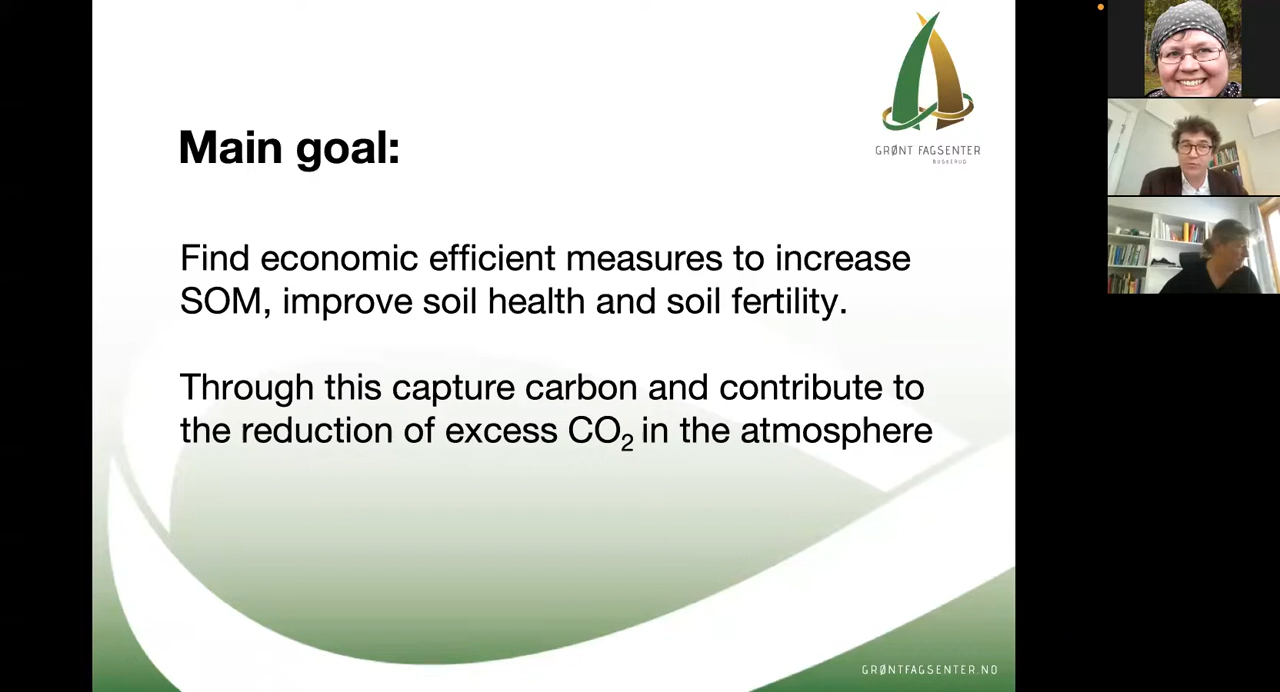 GRØNT FAGSENTER
BUSKERUD
Main goal:
Find economic efficient measures to increase
SOM, improve soil health and soil fertility.
Through this capture carbon and contribute to
the reduction of excess CO₂ in the atmosphere
GRØNTFAGSENTER.NO